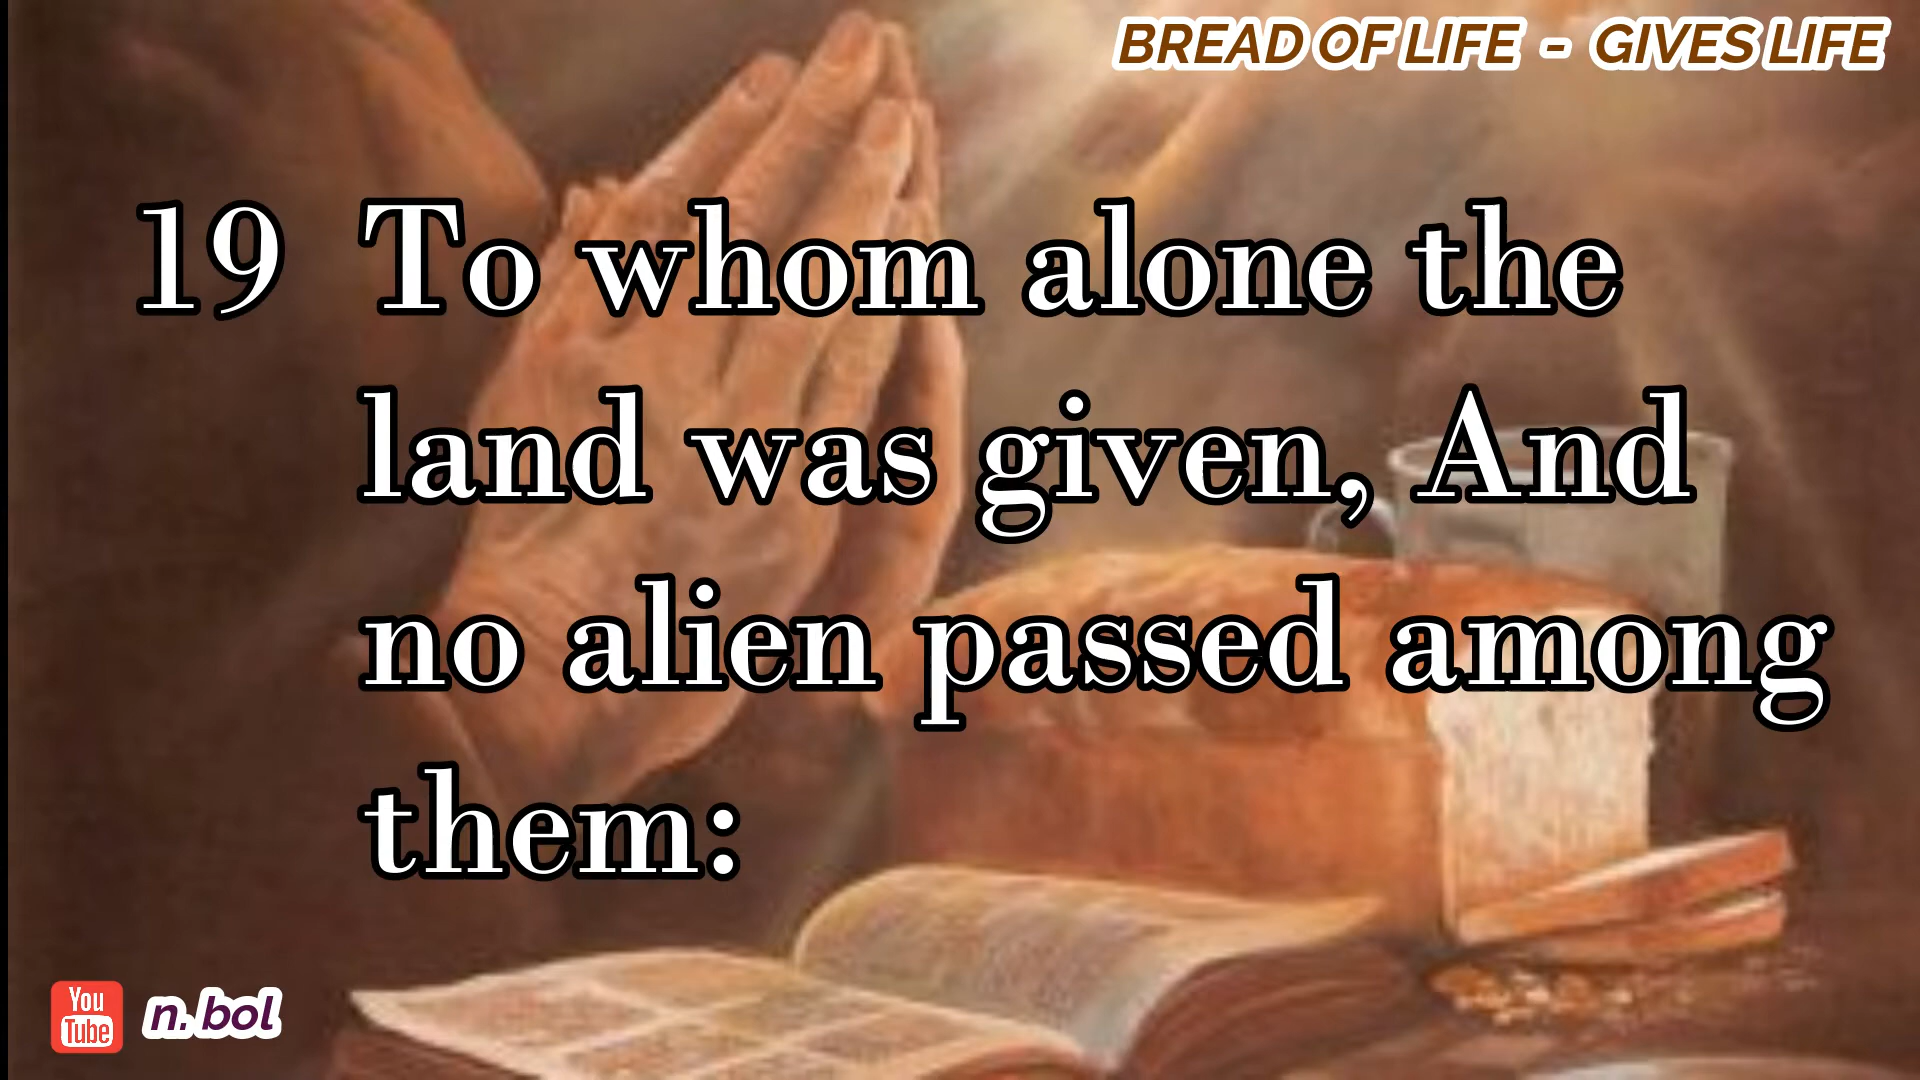 BREAD OF LIFE - GIVES LIFE
19 To whom alone the
land was given, And
no alien passed among
them:
You
Tube
n. bol